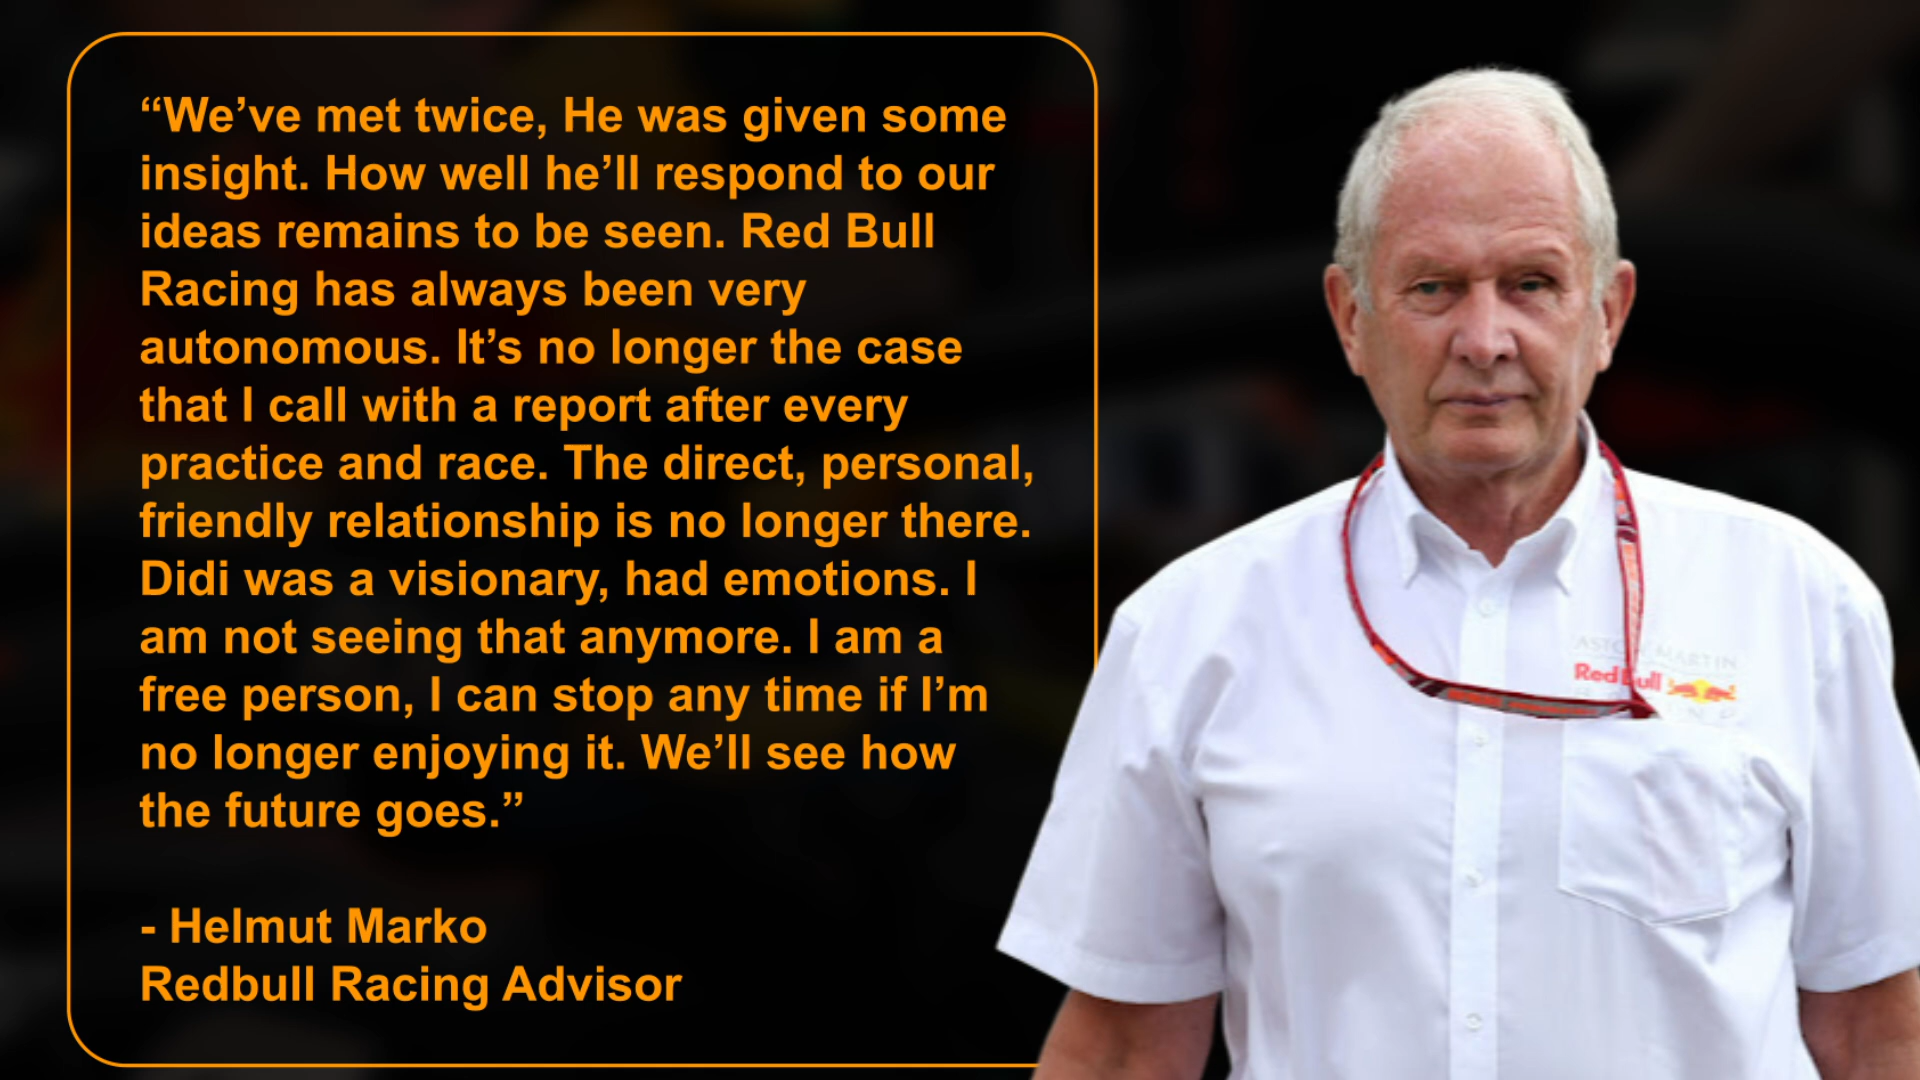 “We’ve met twice, He was given some
insight. How well he’ll respond to our
ideas remains to be seen. Red Bull
Racing has always been very
autonomous. It’s no longer the case
that I call with a report after every
practice and race. The direct, personal,
friendly relationship is no longer there.
Didi was a visionary, had emotions. I
am not seeing that anymore. I am a
free person, I can stop any time if I’m
no longer enjoying it. We’ll see how
the future goes.”
- Helmut Marko
Redbull Racing Advisor
ASTON MARTIN
Red Bull